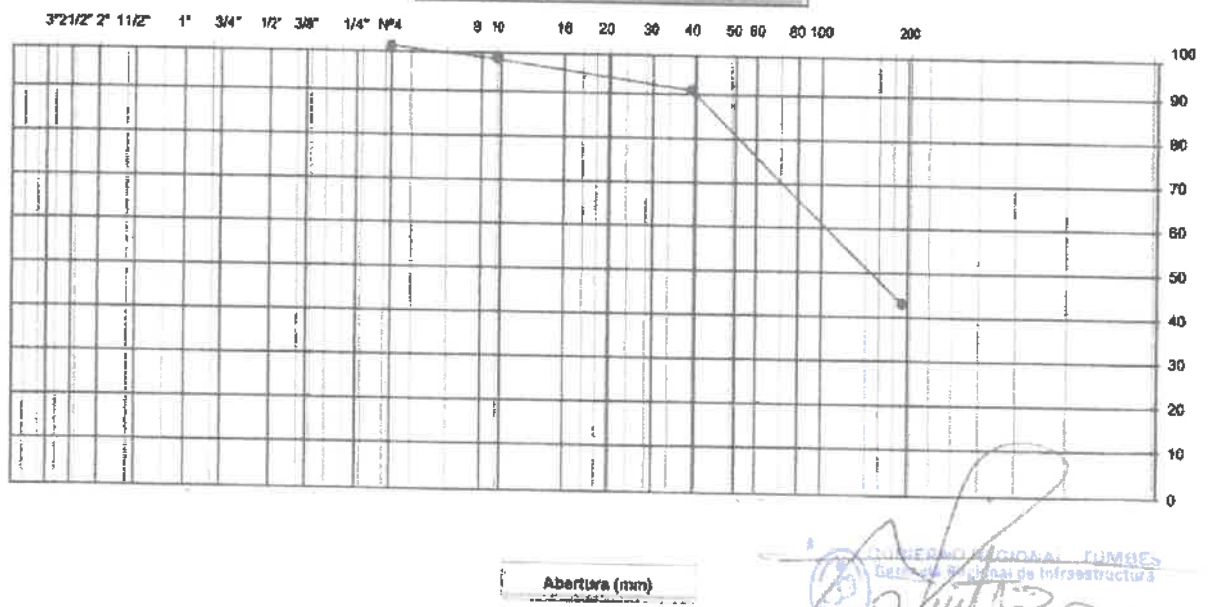 3" 2 1/2" 2" 1 1/2" 1" 3/4" 1/2" 3/8" 1/4" Nº4 8 10 16 20 30 40 50 60 80 100 200
100
90
80
70
60
50
40
30
20
10
0
Abertura (mm)
GOBIERNO REGIONAL TUMBES
Gerencia Regional de Infraestructura